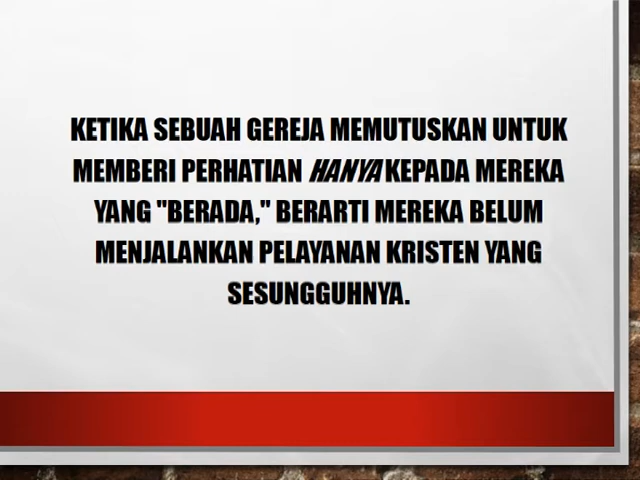 KETIKA SEBUAH GEREJA MEMUTUSKAN UNTUK
MEMBERI PERHATIAN HANYA KEPADA MEREKA
YANG "BERADA," BERARTI MEREKA BELUM
MENJALANKAN PELAYANAN KRISTEN YANG
SESUNGGUHNYA.